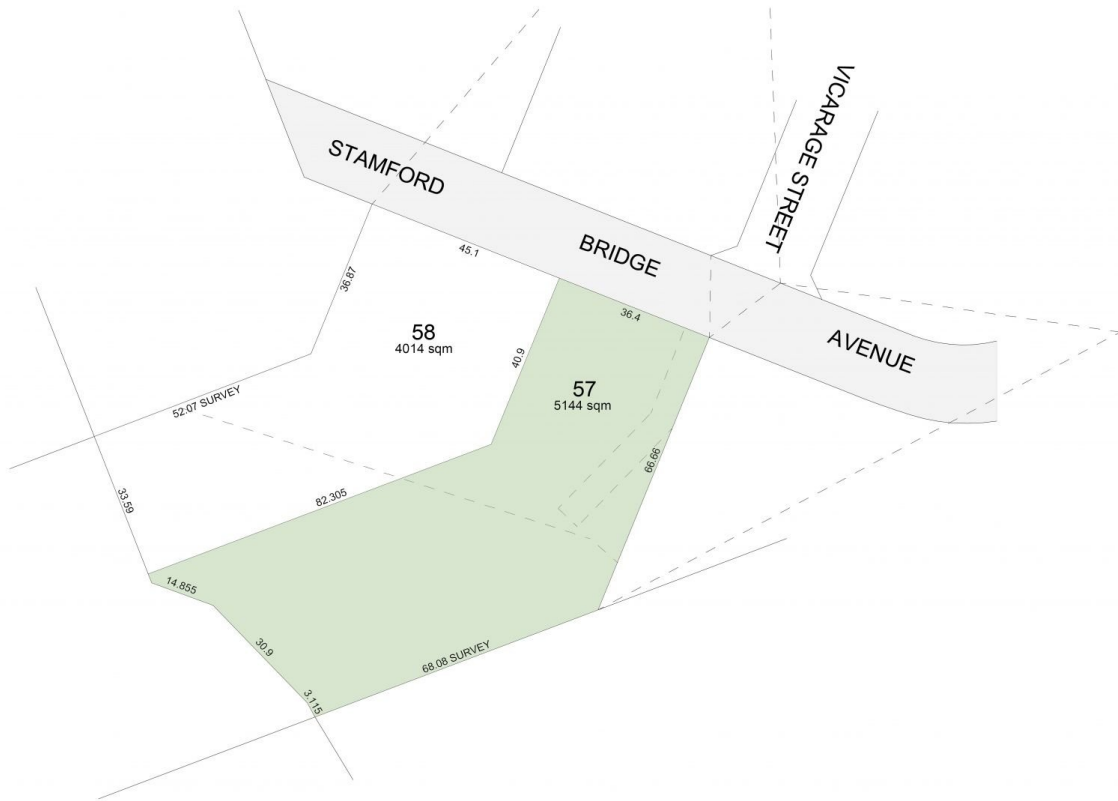 VICARAGE STREET
STAMFORD
BRIDGE
AVENUE
45.1
36.4
36.87
58
4014 sqm
40.9
57
5144 sqm
52.07 SURVEY
66.66
82.305
33.59
14.855
30.9
68.08 SURVEY
3.115